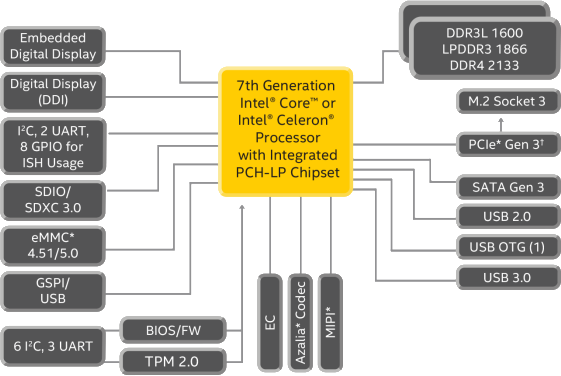 Embedded
Digital Display
Digital Display
(DDI)
I²C, 2 UART,
8 GPIO for
ISH Usage
SDIO/
SDXC 3.0
eMMC*
4.51/5.0
GSPI/
USB
6 I²C, 3 UART
BIOS/FW
TPM 2.0
7th Generation
Intel® Core™ or
Intel® Celeron®
Processor
with Integrated
PCH-LP Chipset
EC
Azalia* Codec
MIPI*
DDR3L 1600
LPDDR3 1866
DDR4 2133
M.2 Socket 3
PCIe* Gen 3†
SATA Gen 3
USB 2.0
USB OTG (1)
USB 3.0